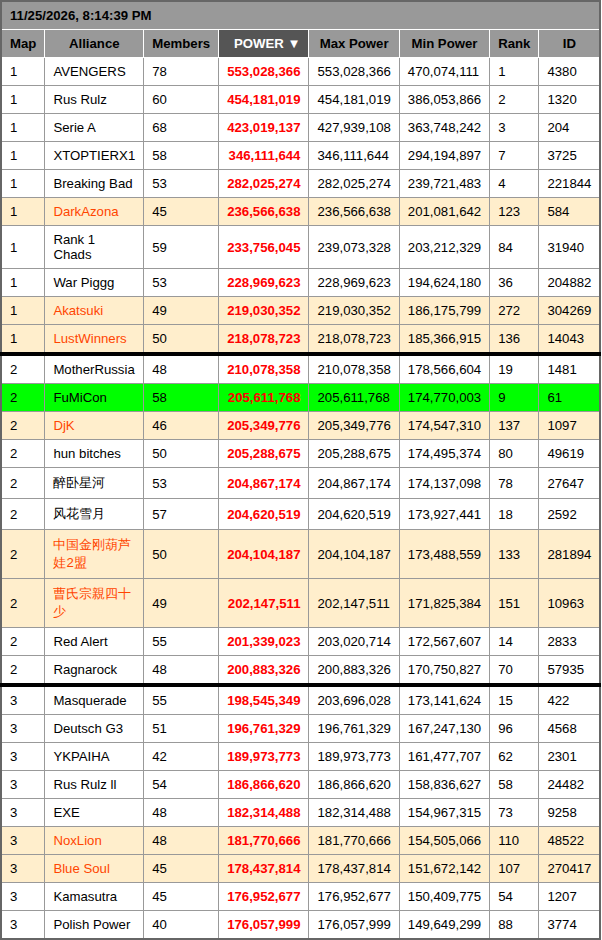 11/25/2026, 8:14:39 PM
Map Alliance Members POWER ▼ Max Power Min Power Rank ID
1 AVENGERS 78 553,028,366 553,028,366 470,074,111 1 4380
1 Rus Rulz 60 454,181,019 454,181,019 386,053,866 2 1320
1 Serie A 68 423,019,137 427,939,108 363,748,242 3 204
1 XTOPTIERX1 58 346,111,644 346,111,644 294,194,897 7 3725
1 Breaking Bad 53 282,025,274 282,025,274 239,721,483 4 221844
1 DarkAzona 45 236,566,638 236,566,638 201,081,642 123 584
1 Rank 1
Chads 59 233,756,045 239,073,328 203,212,329 84 31940
1 War Piggg 53 228,969,623 228,969,623 194,624,180 36 204882
1 Akatsuki 49 219,030,352 219,030,352 186,175,799 272 304269
1 LustWinners 50 218,078,723 218,078,723 185,366,915 136 14043
2 MotherRussia 48 210,078,358 210,078,358 178,566,604 19 1481
2 FuMiCon 58 205,611,768 205,611,768 174,770,003 9 61
2 DjK 46 205,349,776 205,349,776 174,547,310 137 1097
2 hun bitches 50 205,288,675 205,288,675 174,495,374 80 49619
2 醉卧星河 53 204,867,174 204,867,174 174,137,098 78 27647
2 风花雪月 57 204,620,519 204,620,519 173,927,441 18 2592
2 中国金刚葫芦
娃2盟 50 204,104,187 204,104,187 173,488,559 133 281894
2 曹氏宗親四十
少 49 202,147,511 202,147,511 171,825,384 151 10963
2 Red Alert 55 201,339,023 203,020,714 172,567,607 14 2833
2 Ragnarock 48 200,883,326 200,883,326 170,750,827 70 57935
3 Masquerade 55 198,545,349 203,696,028 173,141,624 15 422
3 Deutsch G3 51 196,761,329 196,761,329 167,247,130 96 4568
3 YKPAIHA 42 189,973,773 189,973,773 161,477,707 62 2301
3 Rus Rulz ll 54 186,866,620 186,866,620 158,836,627 58 24482
3 EXE 48 182,314,488 182,314,488 154,967,315 73 9258
3 NoxLion 48 181,770,666 181,770,666 154,505,066 110 48522
3 Blue Soul 45 178,437,814 178,437,814 151,672,142 107 270417
3 Kamasutra 45 176,952,677 176,952,677 150,409,775 54 1207
3 Polish Power 40 176,057,999 176,057,999 149,649,299 88 3774